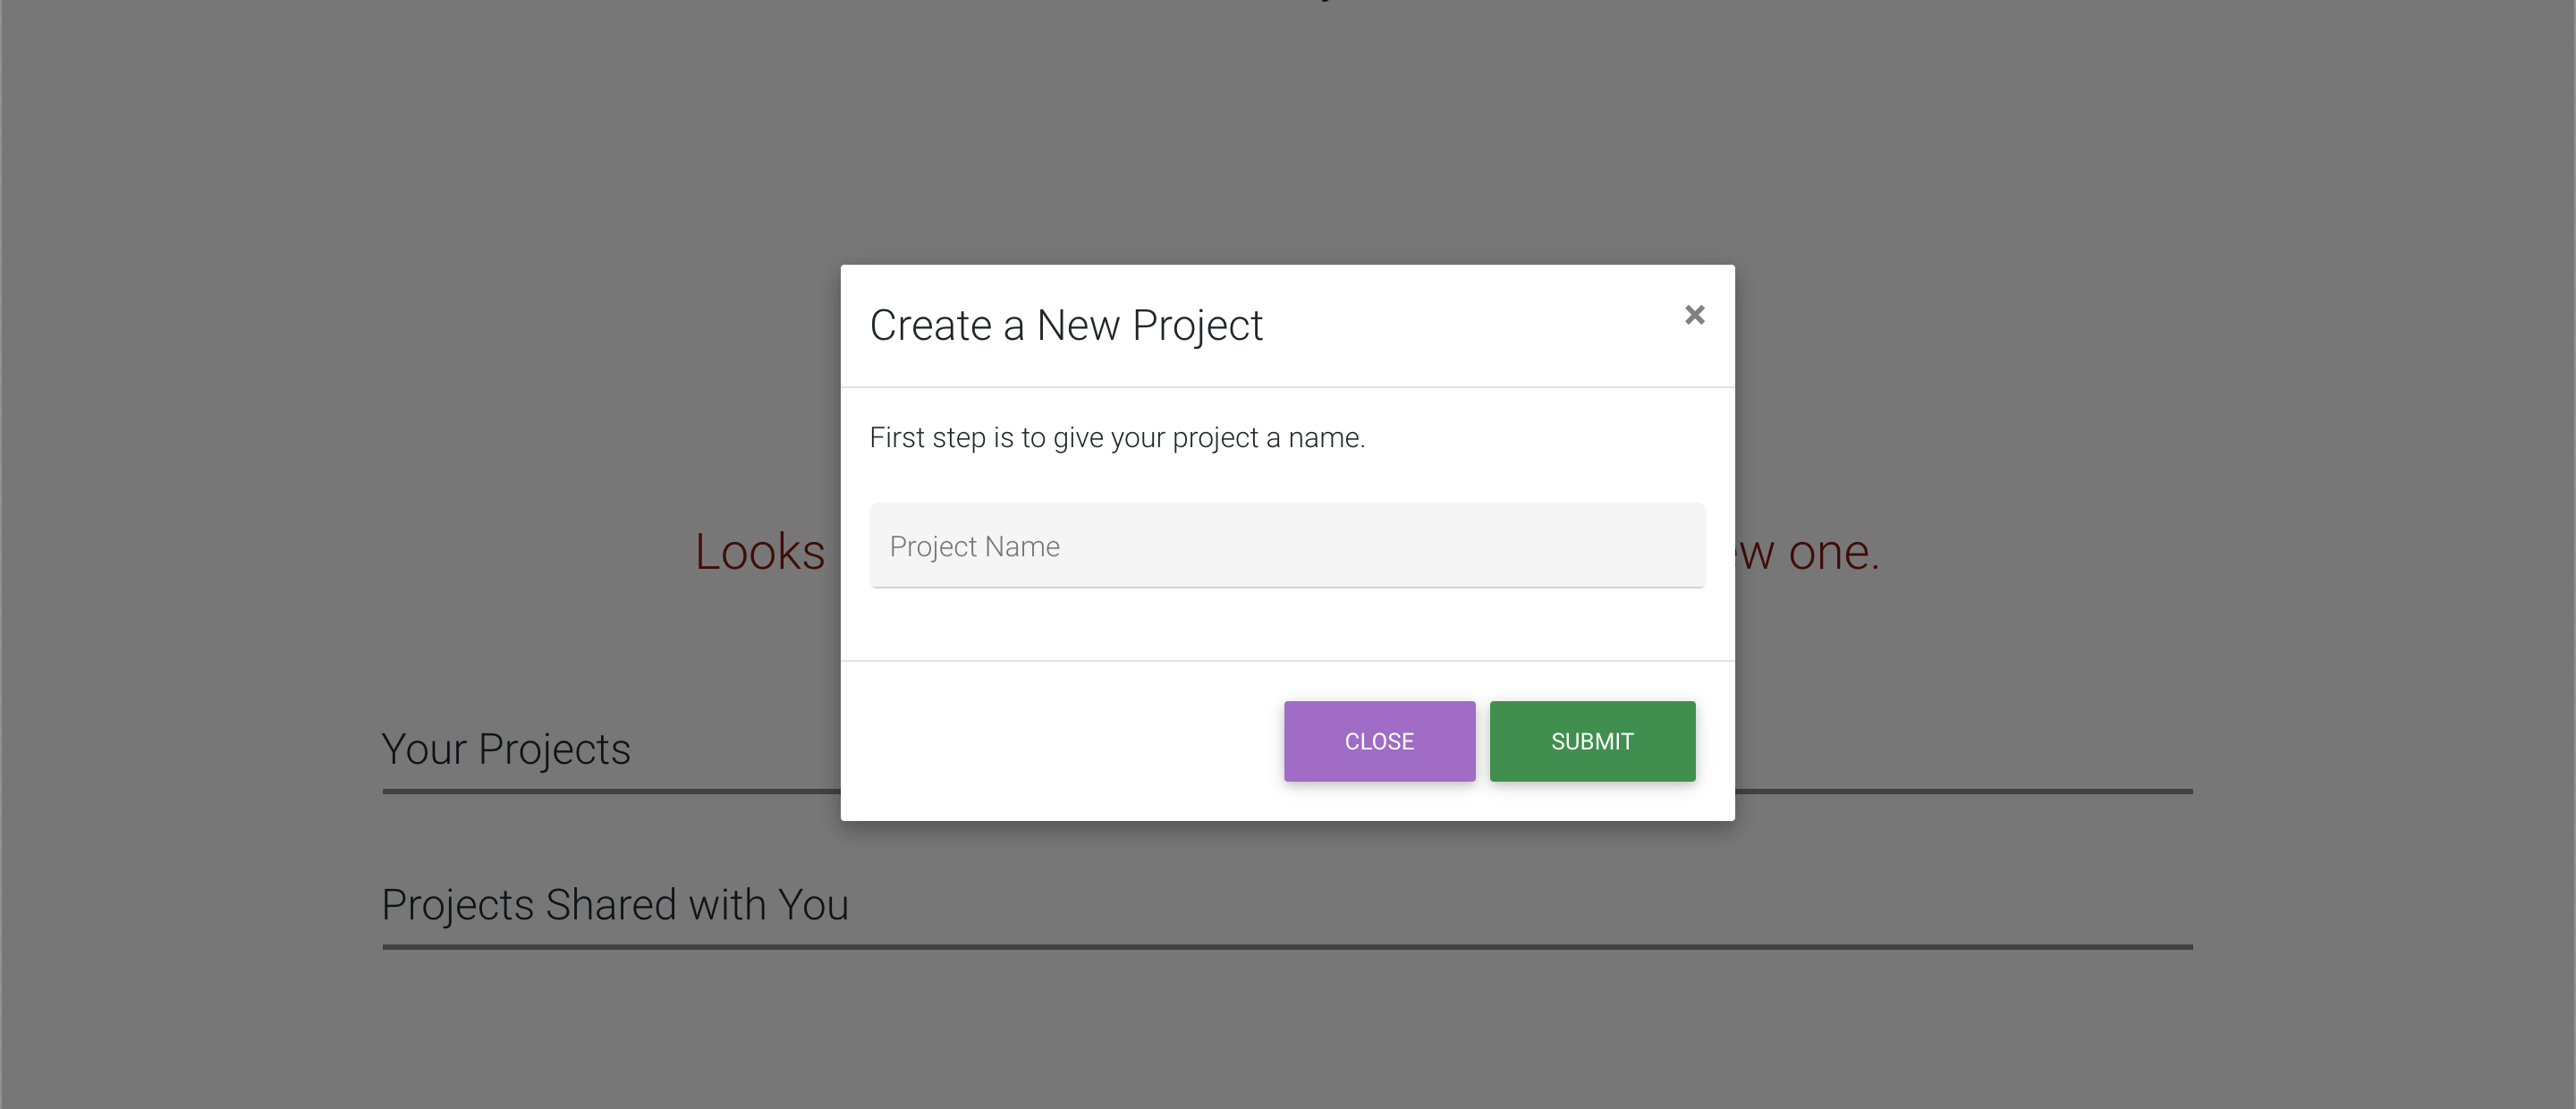 Create a New Project ×
First step is to give your project a name.
Project Name
Looks
one.
CLOSE SUBMIT
Your Projects
Projects Shared with You